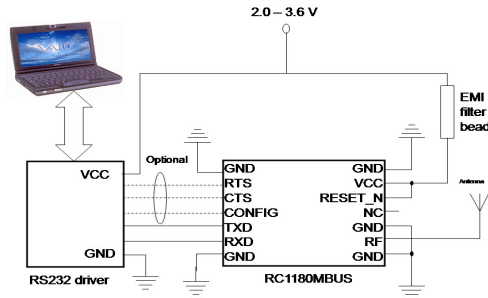 2.0 – 3.6 V
VAIO
EMI
filter
bead
Optional
Antenna
VCC
GND
RS232 driver
GND
RTS
CTS
CONFIG
TXD
RXD
GND
GND
VCC
RESET_N
NC
GND
RF
GND
RC1180MBUS